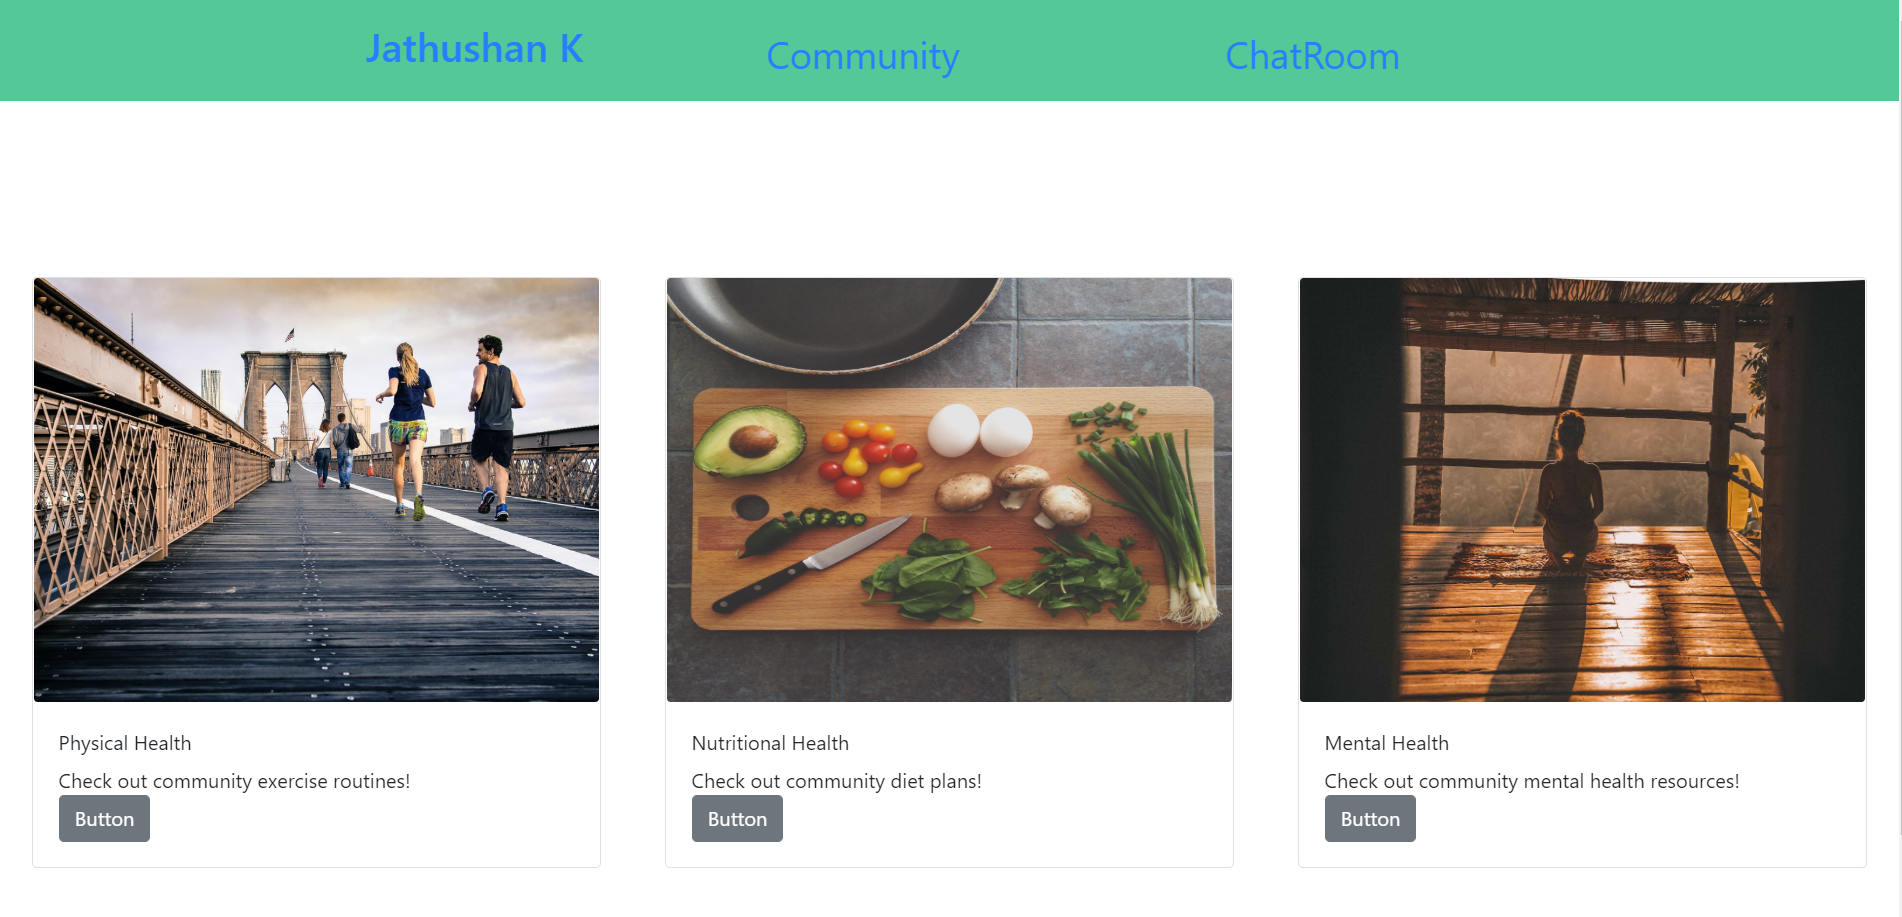 Jathushan K
Community
ChatRoom
Physical Health
Check out community exercise routines!
Button
Nutritional Health
Check out community diet plans!
Button
Mental Health
Check out community mental health resources!
Button